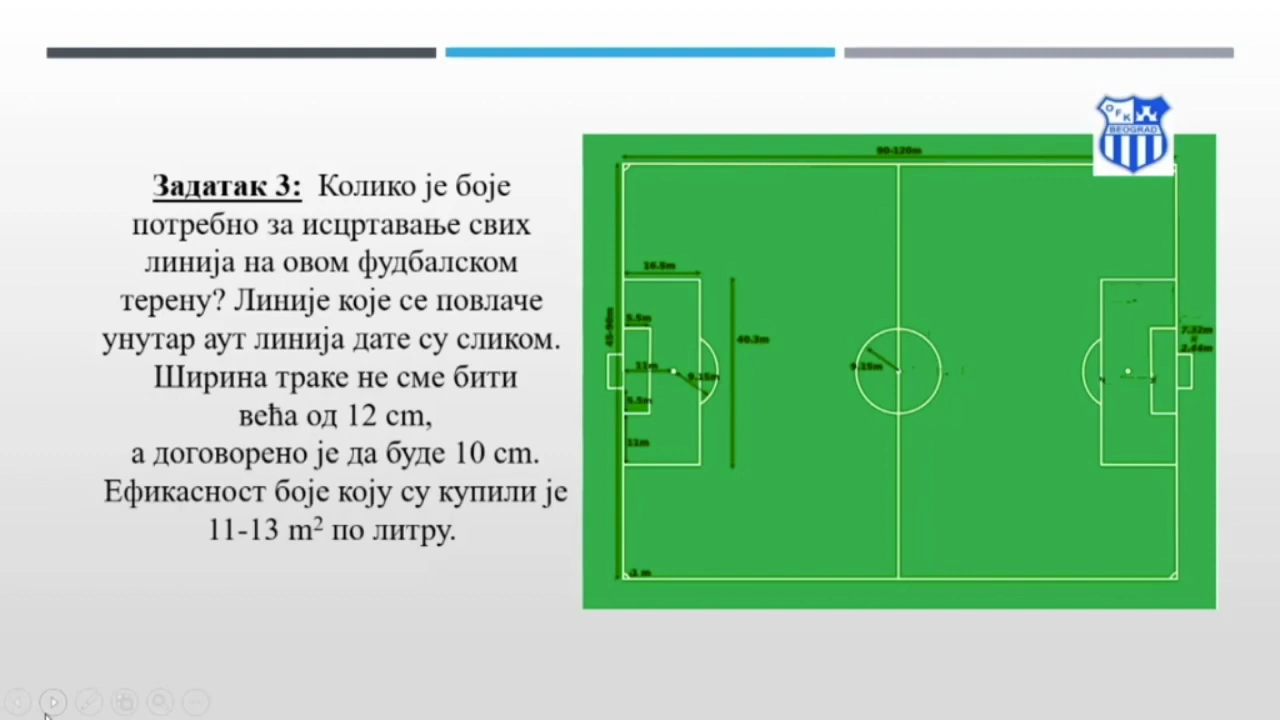 Задатак 3: Колико је боје
потребно за исцртавање свих
линија на овом фудбалском
терену? Линије које се повлаче
унутар аут линија дате су сликом.
Ширина траке не сме бити
већа од 12 cm,
а договорено је да буде 10 cm.
Ефикасност боје коју су купили је
11-13 m² по литру.
OFK
BEOGRAD
90-120m
16.5m
45-90m
5.5m
40.3m
7.32m
x
2.44m
11m
9.15m
9.15m
5.5m
11m
1 m